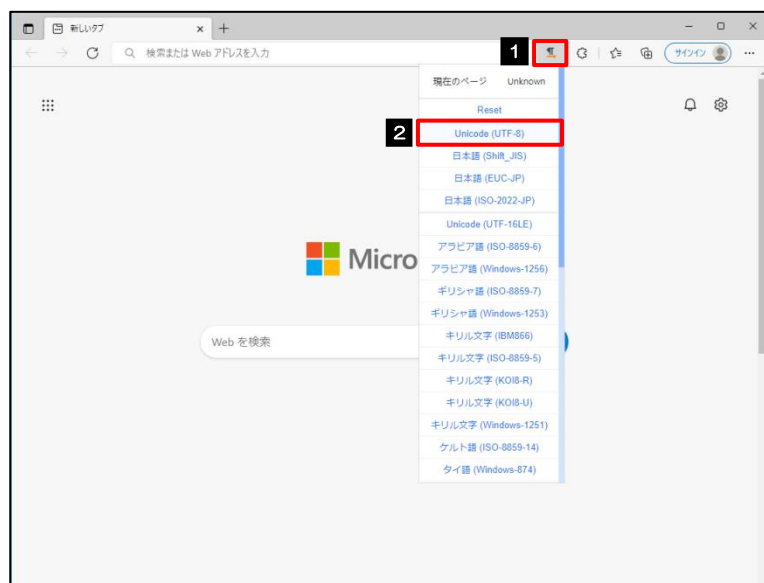 新しいタブ
検索または Web アドレスを入力
1
サインイン
現在のページ Unknown
Reset
2
Unicode (UTF-8)
日本語 (Shift_JIS)
日本語 (EUC-JP)
日本語 (ISO-2022-JP)
Unicode (UTF-16LE)
アラビア語 (ISO-8859-6)
Micro
アラビア語 (Windows-1256)
ギリシャ語 (ISO-8859-7)
ギリシャ語 (Windows-1253)
Web を検索
キリル文字 (IBM866)
キリル文字 (ISO-8859-5)
キリル文字 (KOI8-R)
キリル文字 (KOI8-U)
キリル文字 (Windows-1251)
ケルト語 (ISO-8859-14)
タイ語 (Windows-874)